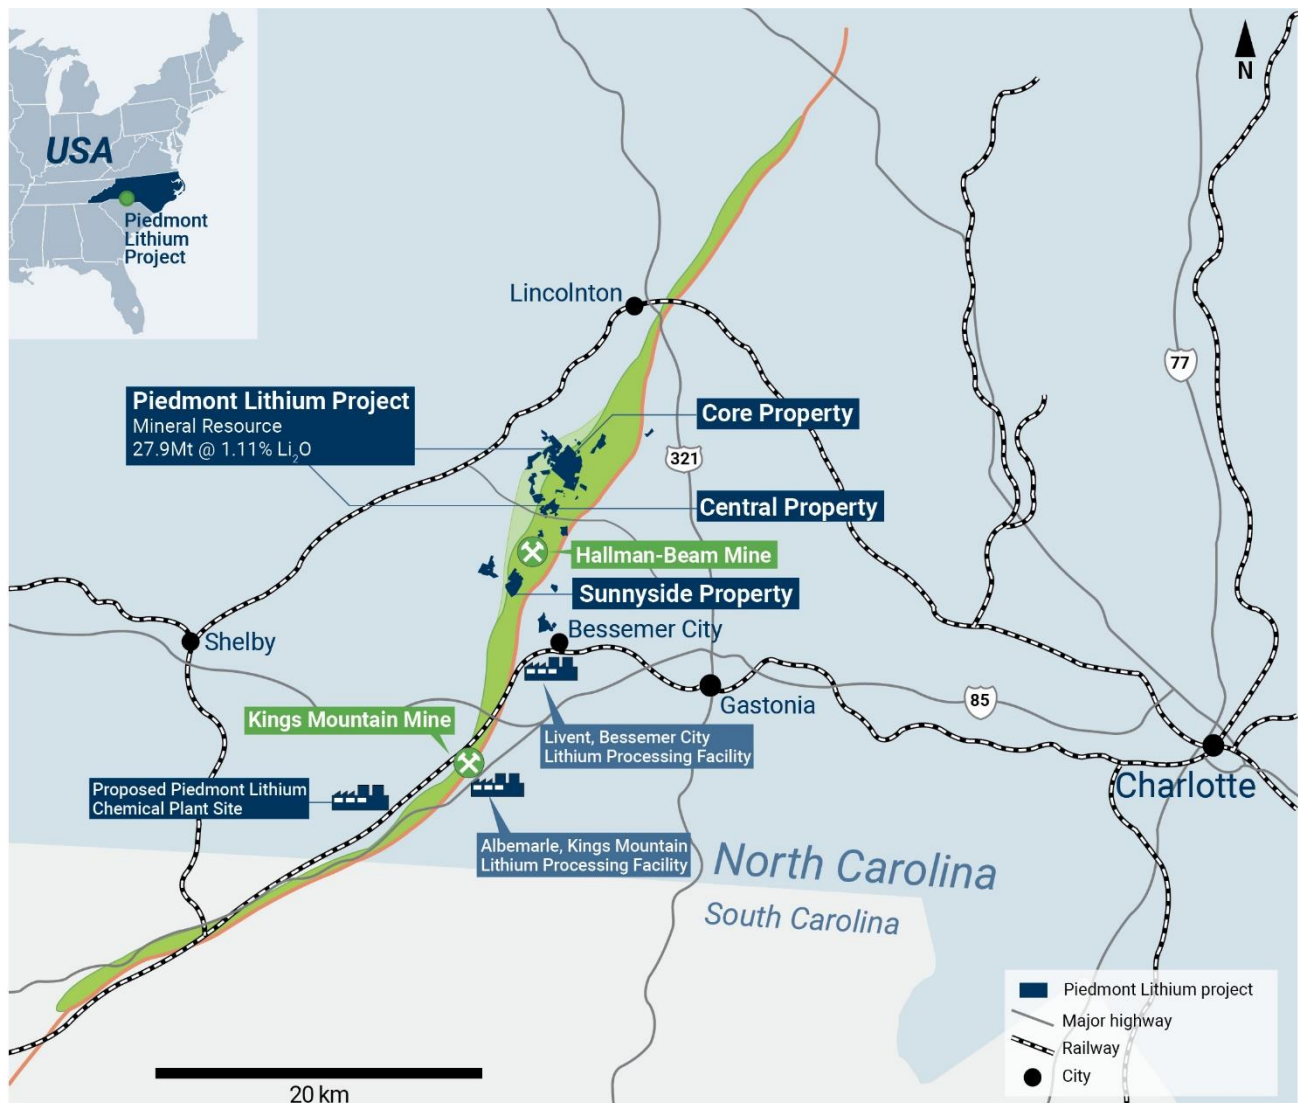 N
USA
Piedmont
Lithium
Project
Lincolnton
77
Piedmont Lithium Project
Mineral Resource
27.9Mt @ 1.11% Li₂O
Core Property
321
Central Property
Hallman-Beam Mine
Sunnyside Property
Bessemer City
Shelby
Gastonia
85
Kings Mountain Mine
Livent, Bessemer City
Lithium Processing Facility
Charlotte
Proposed Piedmont Lithium
Chemical Plant Site
Albemarle, Kings Mountain
Lithium Processing Facility
North Carolina
South Carolina
Piedmont Lithium project
Major highway
Railway
City
20 km